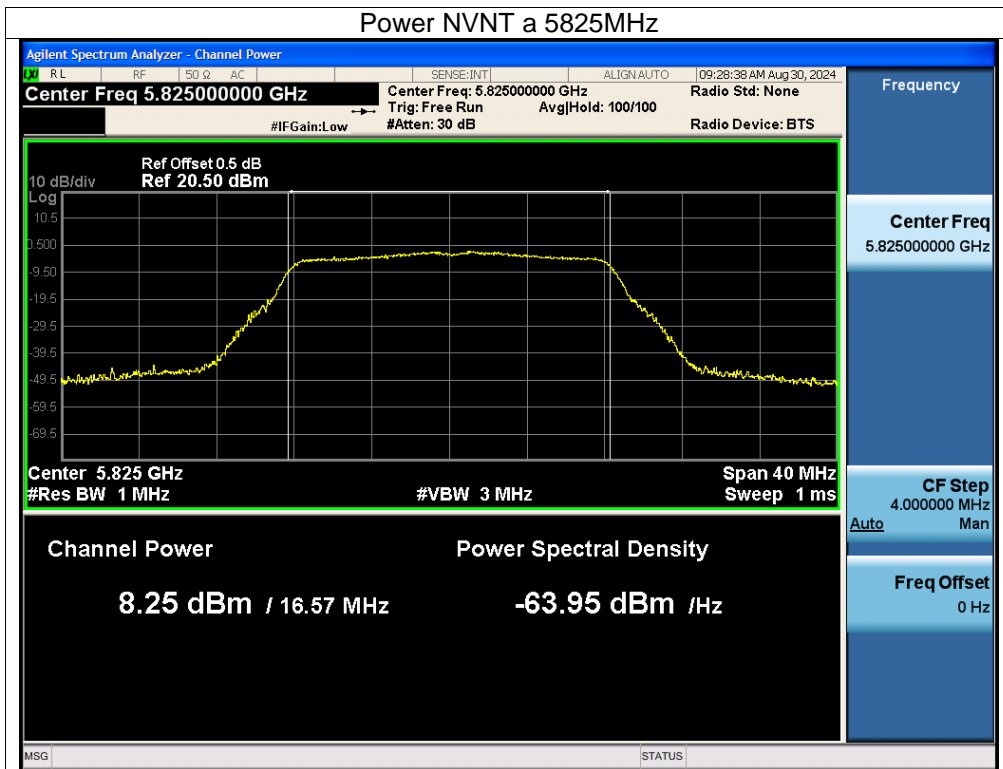 Power NVNT a 5825MHz
Agilent Spectrum Analyzer - Channel Power
LXI RL RF 50 Ω AC SENSE:INT ALIGN AUTO 09:28:38 AM Aug 30, 2024
Center Freq 5.825000000 GHz
#IFGain:Low
Center Freq: 5.825000000 GHz
Trig: Free Run Avg|Hold: 100/100
#Atten: 30 dB
Radio Std: None
Radio Device: BTS
Ref Offset 0.5 dB
10 dB/div Ref 20.50 dBm
Log
10.5
0.500
-9.50
-19.5
-29.5
-39.5
-49.5
-59.5
-69.5
Center 5.825 GHz Span 40 MHz
#Res BW 1 MHz #VBW 3 MHz Sweep 1 ms
Channel Power Power Spectral Density
8.25 dBm / 16.57 MHz -63.95 dBm /Hz
Frequency
Center Freq
5.825000000 GHz
CF Step
4.000000 MHz
Auto Man
Freq Offset
0 Hz
MSG STATUS